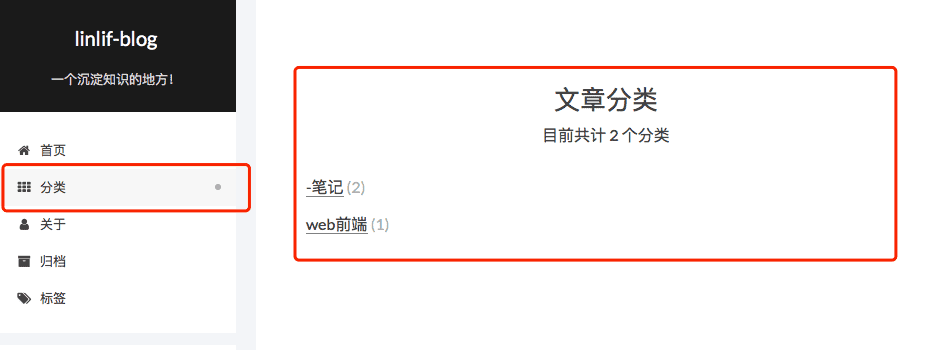 linlif-blog
一个沉淀知识的地方！
首页
分类
关于
归档
标签
文章分类
目前共计 2 个分类
-笔记 (2)
web前端 (1)